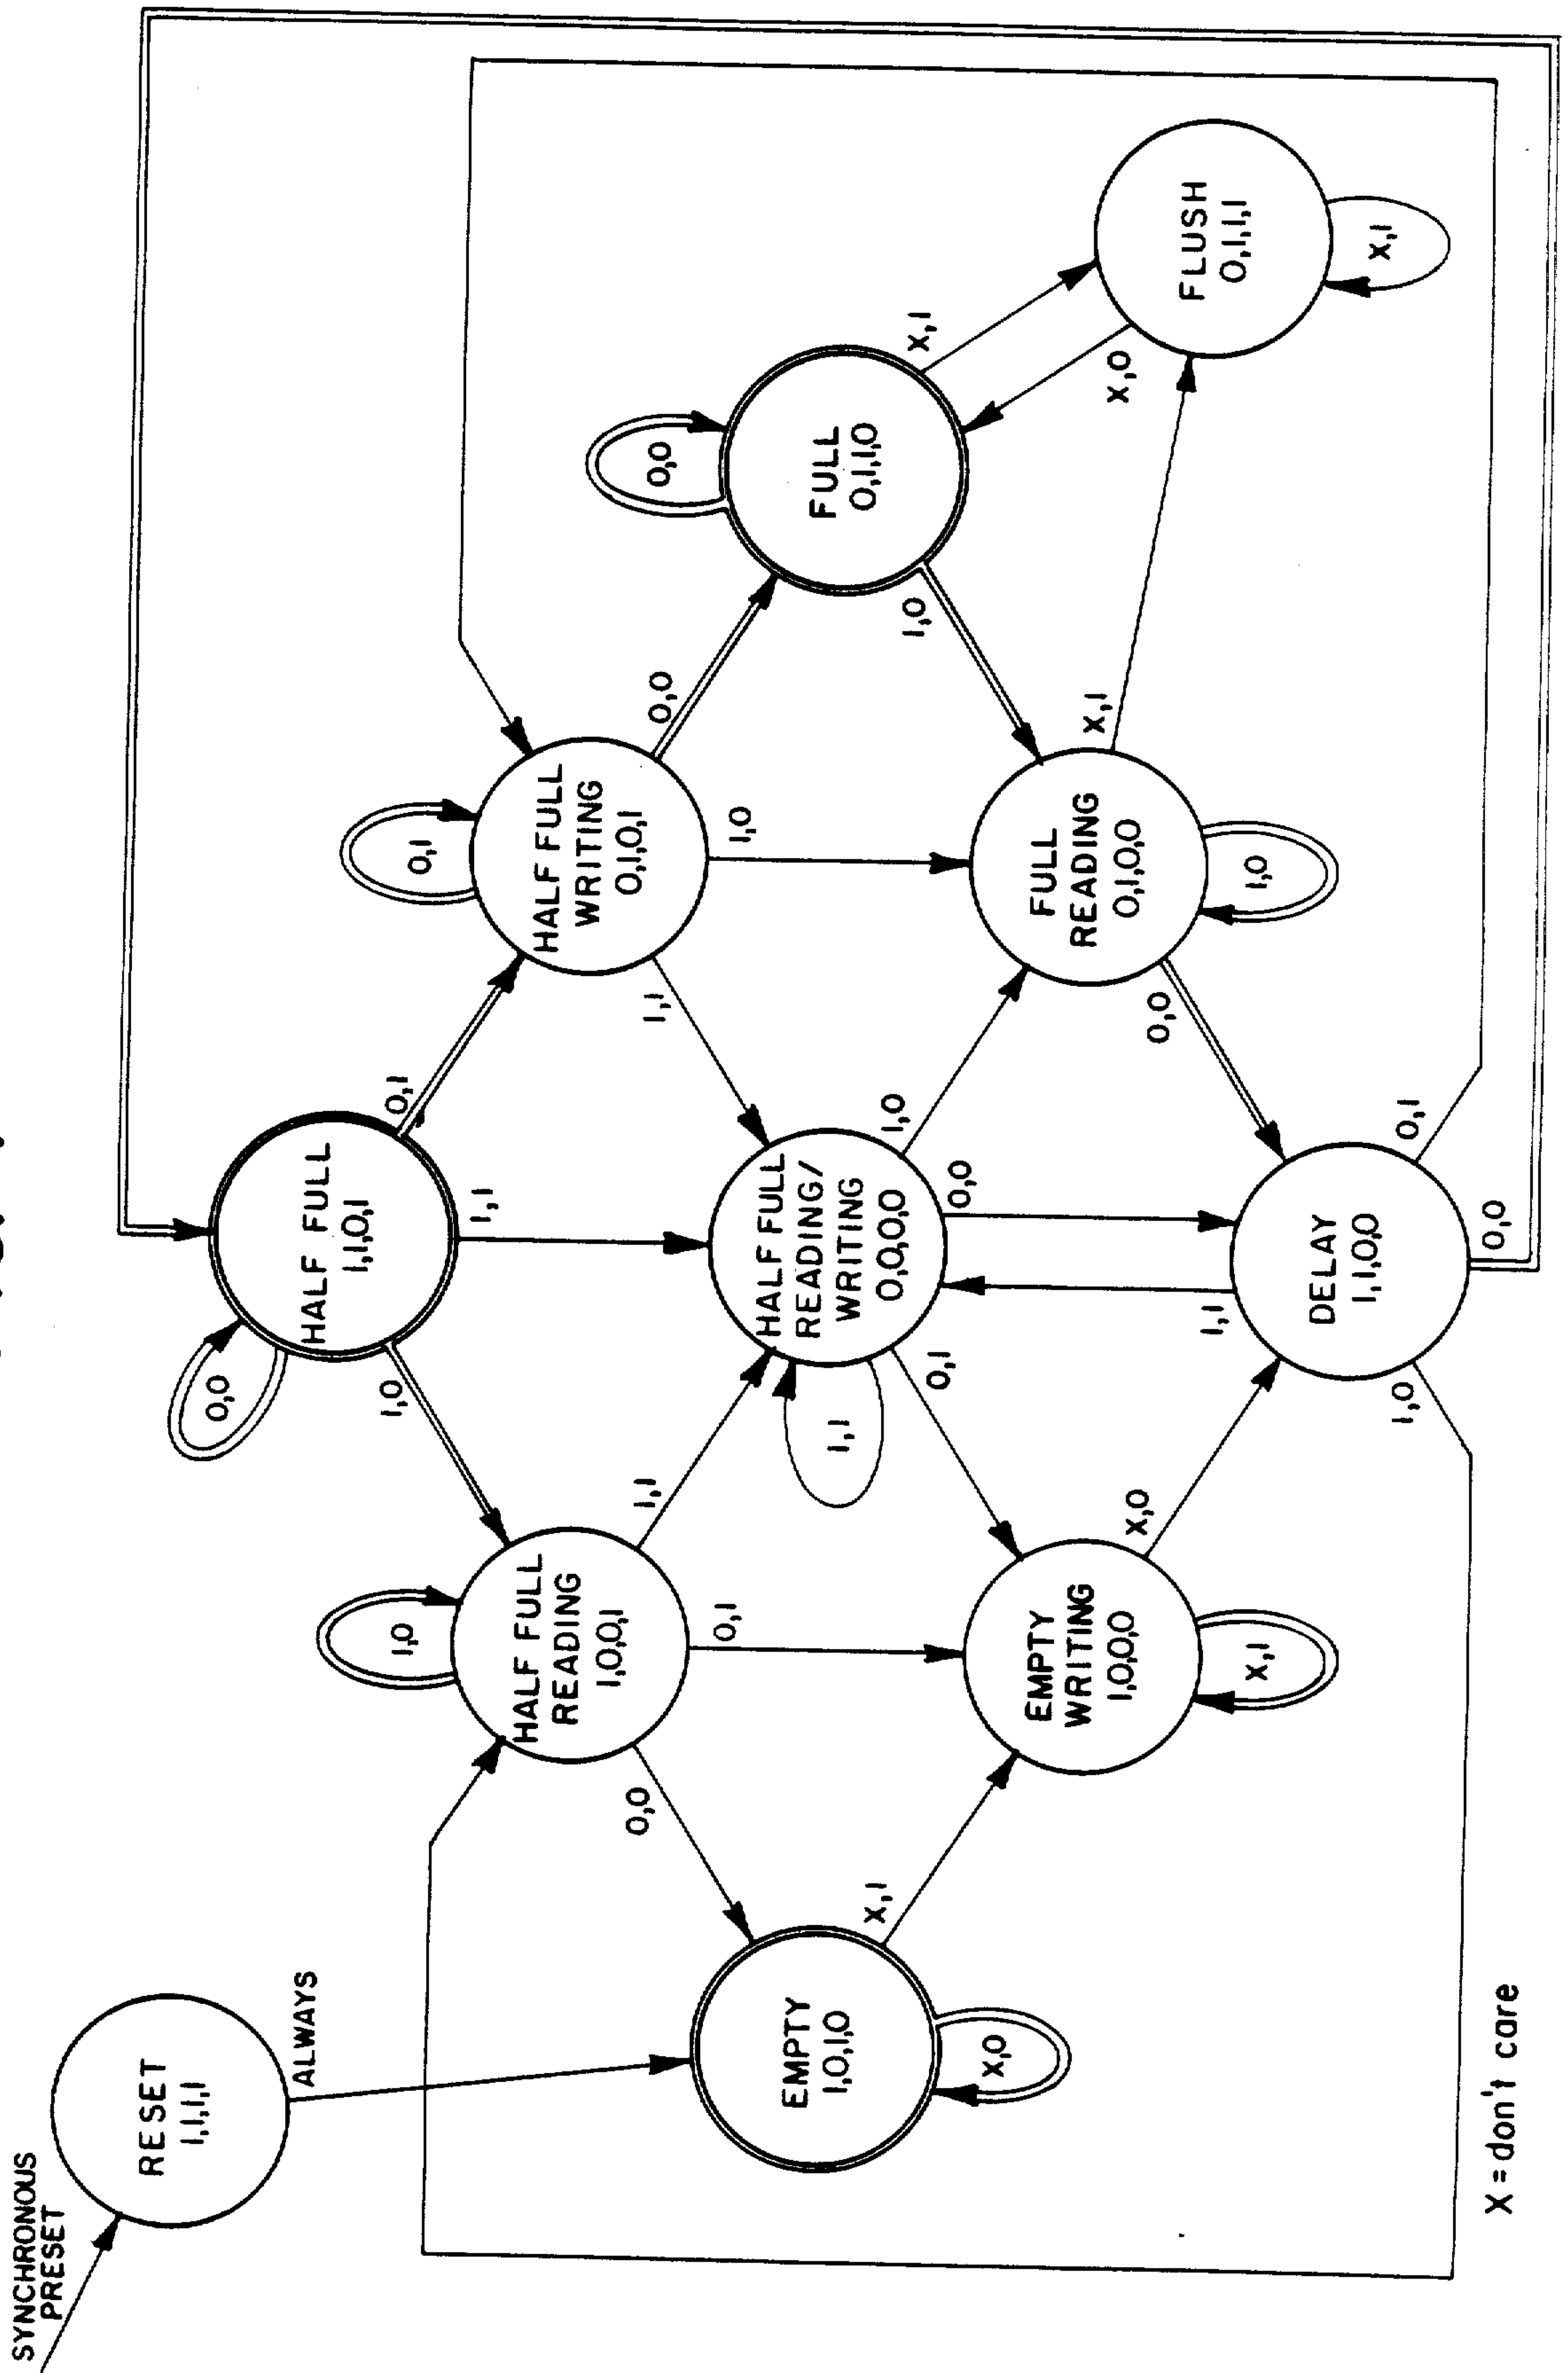 SYNCHRONOUS
PRESET
RESET
1,1,1,1
ALWAYS
HALF FULL
1,1,0,1
0,0
1,0
0,1
1,1
HALF FULL
READING
1,0,0,1
1,0
0,0
0,1
1,1
HALF FULL
WRITING
0,1,0,1
0,1
1,1
1,0
0,0
EMPTY
1,0,1,0
X,0
X,1
HALF FULL
READING/
WRITING
0,0,0,0
1,1
0,1
0,0
1,0
FULL
0,1,1,0
0,0
1,0
X,1
EMPTY
WRITING
1,0,0,0
X,1
X,0
FULL
READING
0,1,0,0
1,0
0,0
X,1
FLUSH
0,1,1,1
X,0
X,1
DELAY
1,1,0,0
1,0
1,1
0,0
0,1
X = don't care